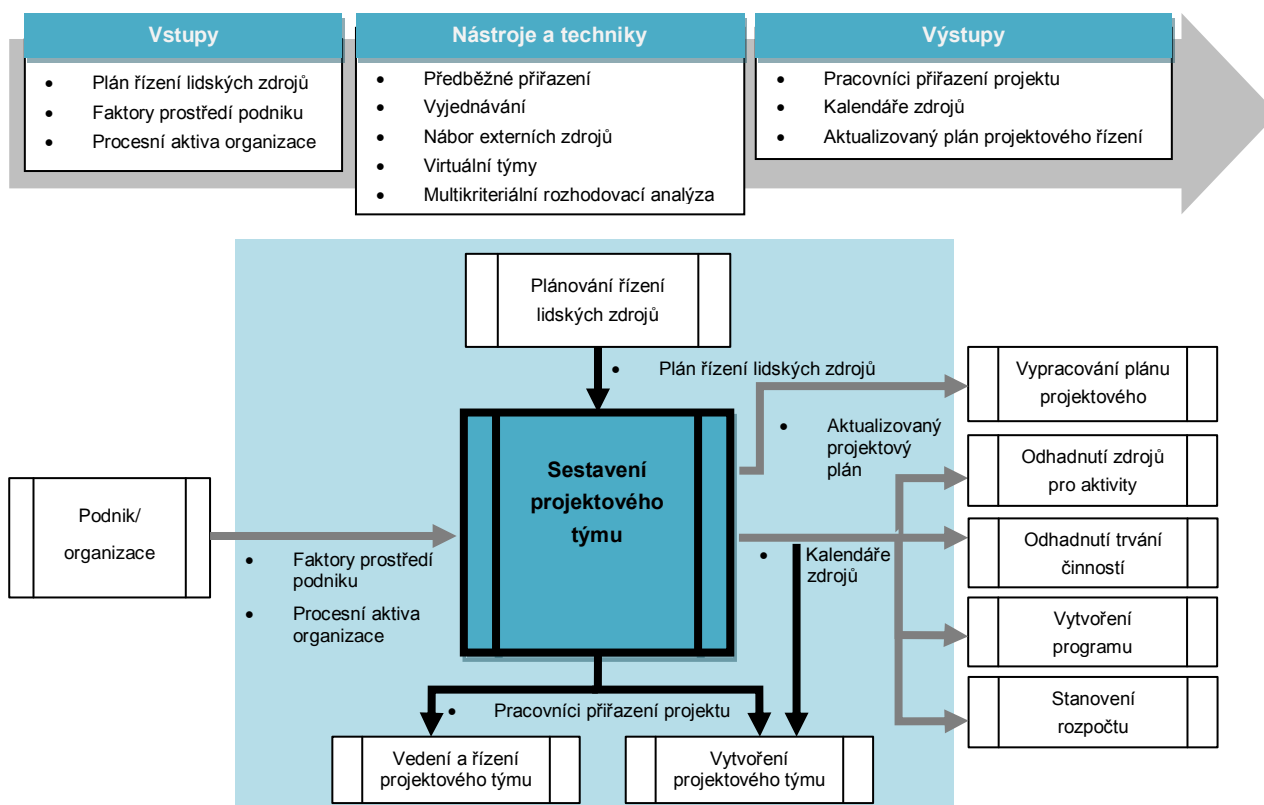 Vstupy
• Plán řízení lidských zdrojů
• Faktory prostředí podniku
• Procesní aktiva organizace
Nástroje a techniky
• Předběžné přiřazení
• Vyjednávání
• Nábor externích zdrojů
• Virtuální týmy
• Multikriteriální rozhodovací analýza
Výstupy
• Pracovníci přiřazení projektu
• Kalendáře zdrojů
• Aktualizovaný plán projektového řízení
Plánování řízení
lidských zdrojů
• Plán řízení lidských zdrojů
Vypracování plánu
projektového
• Aktualizovaný
projektový
plán
Odhadnutí zdrojů
pro aktivity
Sestavení
projektového
týmu
Podnik/
organizace
• Faktory prostředí
podniku
• Procesní aktiva
organizace
• Kalendáře
zdrojů
Odhadnutí trvání
činností
Vytvoření
programu
Stanovení
rozpočtu
• Pracovníci přiřazení projektu
Vedení a řízení
projektového týmu
Vytvoření
projektového týmu